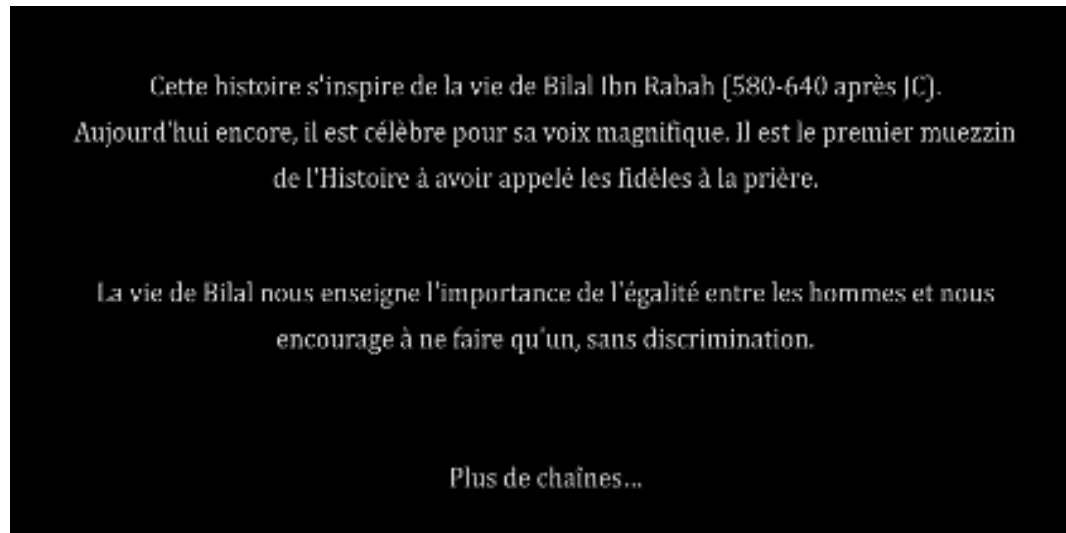 Cette histoire s'inspire de la vie de Bilal Ibn Rabah (580-640 après JC).
Aujourd'hui encore, il est célèbre pour sa voix magnifique. Il est le premier muezzin
de l'Histoire à avoir appelé les fidèles à la prière.
La vie de Bilal nous enseigne l'importance de l'égalité entre les hommes et nous
encourage à ne faire qu'un, sans discrimination.
Plus de chaînes...